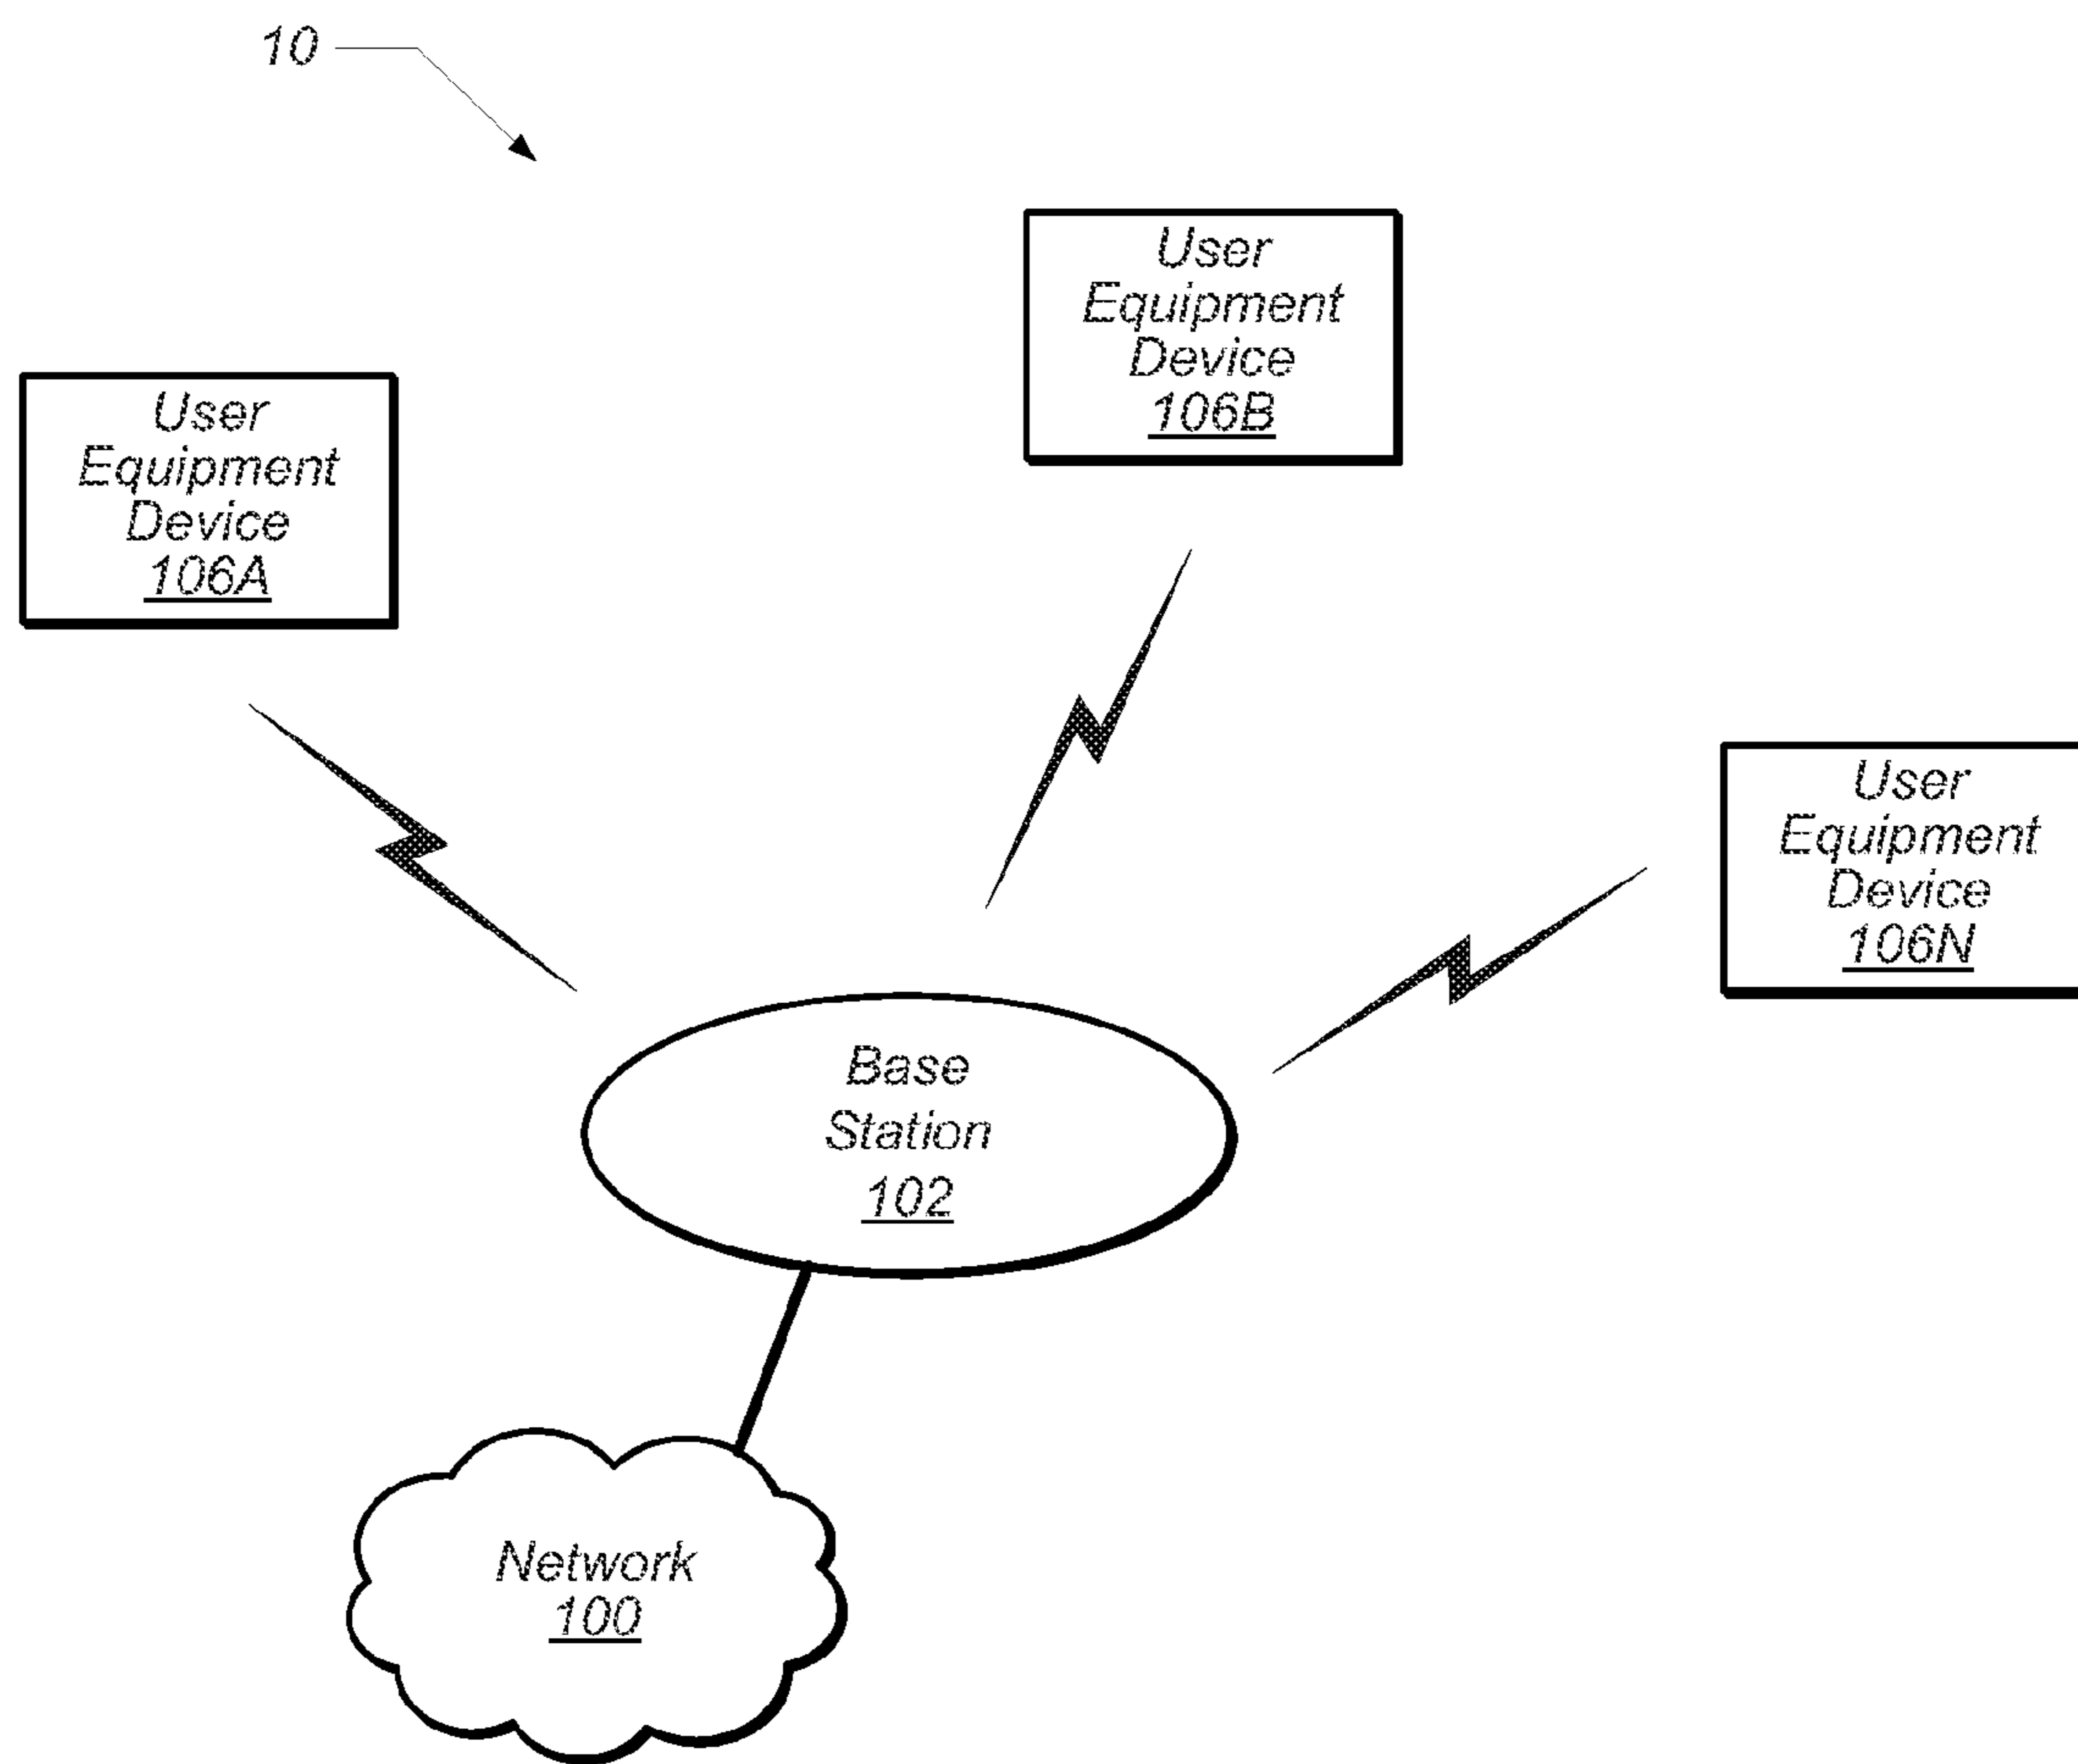 10
User
Equipment
Device
106B
User
Equipment
Device
106A
User
Equipment
Device
106N
Base
Station
102
Network
100